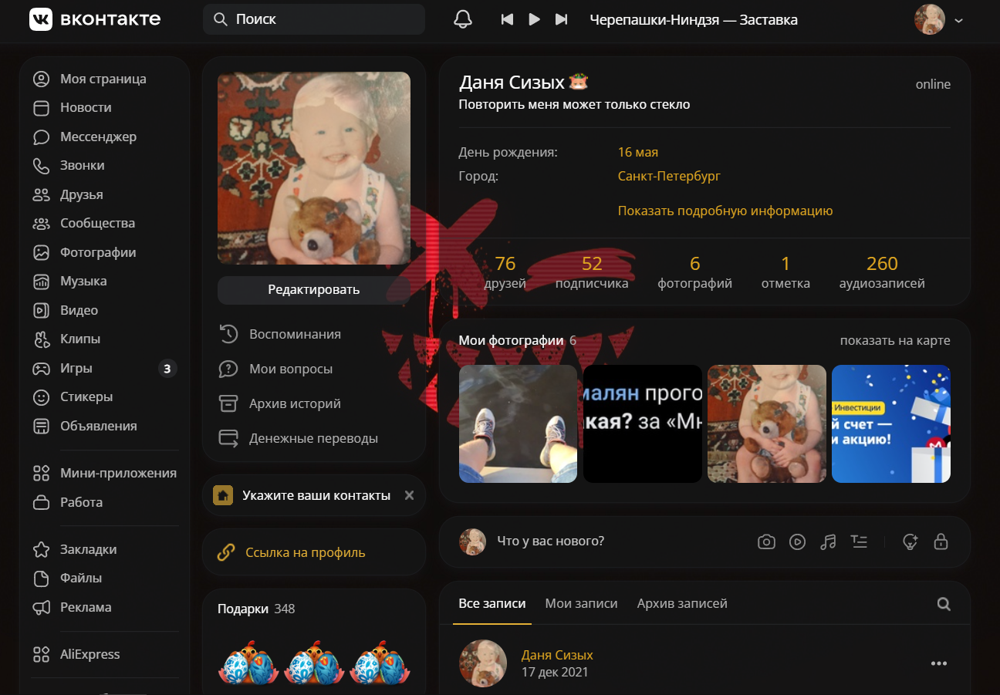 вконтакте
Поиск
Черепашки-Ниндзя — Заставка
Моя страница
Новости
Мессенджер
Звонки
Друзья
Сообщества
Фотографии
Музыка
Видео
Клипы
Игры 3
Стикеры
Объявления
Мини-приложения
Работа
Закладки
Файлы
Реклама
AliExpress
Редактировать
Воспоминания
Мои вопросы
Архив историй
Денежные переводы
Укажите ваши контакты
Ссылка на профиль
Подарки 348
Даня Сизых
online
Повторить меня может только стекло
День рождения: 16 мая
Город: Санкт-Петербург
Показать подробную информацию
76 друзей
52 подписчика
6 фотографий
1 отметка
260 аудиозаписей
Мои фотографии 6
показать на карте
малян прого
кая? за «Мн
Инвестиции
й счет —
и акцию!
Что у вас нового?
Все записи Мои записи Архив записей
Даня Сизых
17 дек 2021